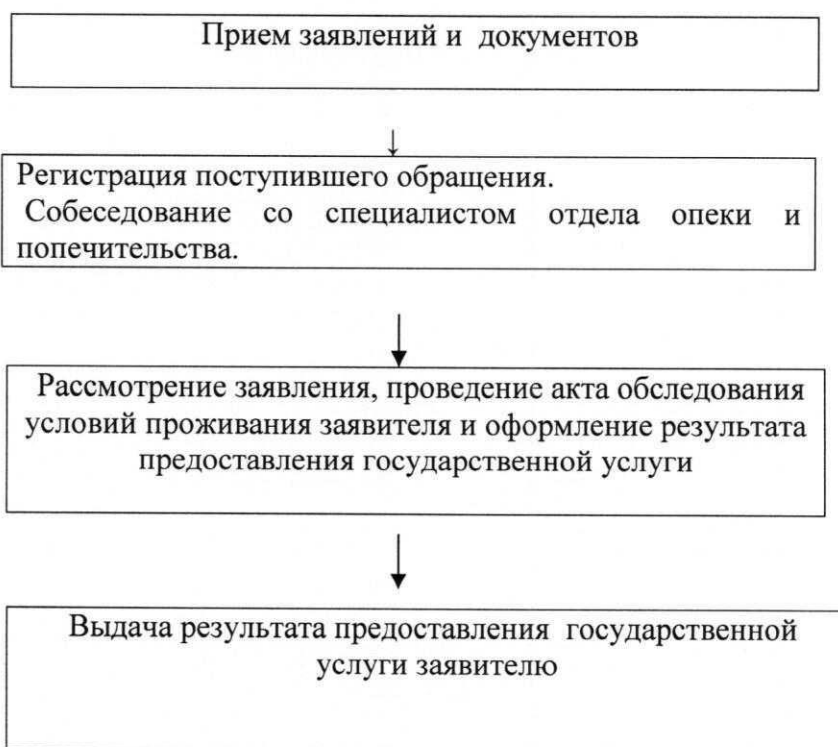 Прием заявлений и документов
↓
Регистрация поступившего обращения.
Собеседование со специалистом отдела опеки и
попечительства.
Рассмотрение заявления, проведение акта обследования
условий проживания заявителя и оформление результата
предоставления государственной услуги
Выдача результата предоставления государственной
услуги заявителю